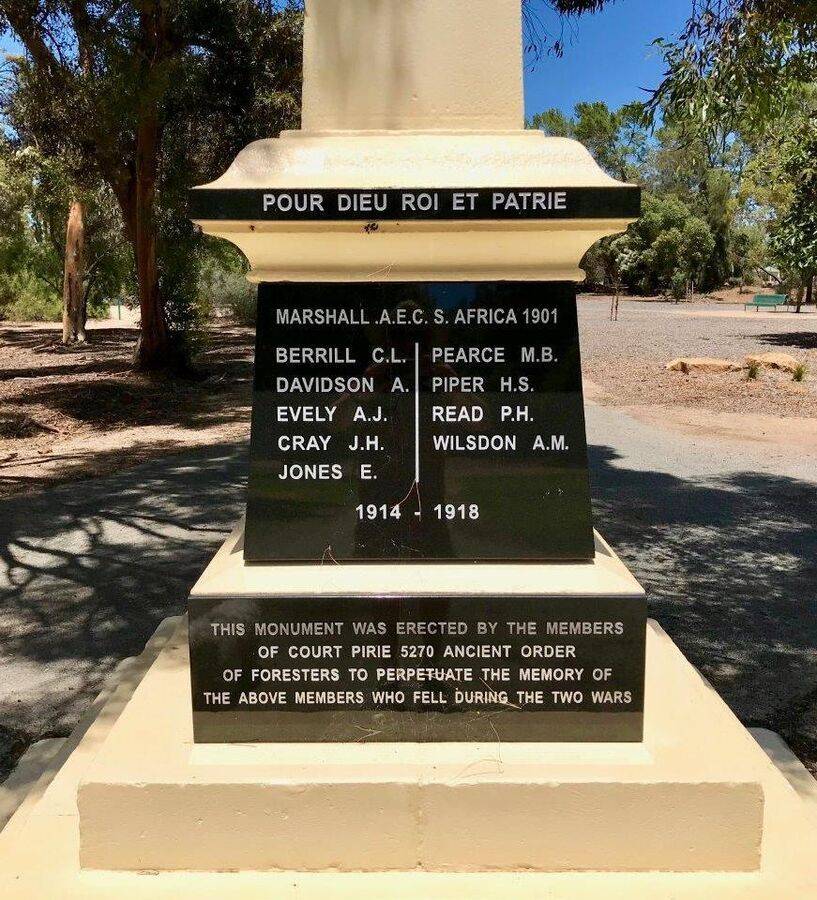 POUR DIEU ROI ET PATRIE
MARSHALL .A.E.C. S. AFRICA 1901
BERRILL C.L.
DAVIDSON A.
EVELY A.J.
CRAY J.H.
JONES E.
PEARCE M.B.
PIPER H.S.
READ P.H.
WILSDON A.M.
1914 - 1918
THIS MONUMENT WAS ERECTED BY THE MEMBERS
OF COURT PIRIE 5270 ANCIENT ORDER
OF FORESTERS TO PERPETUATE THE MEMORY OF
THE ABOVE MEMBERS WHO FELL DURING THE TWO WARS